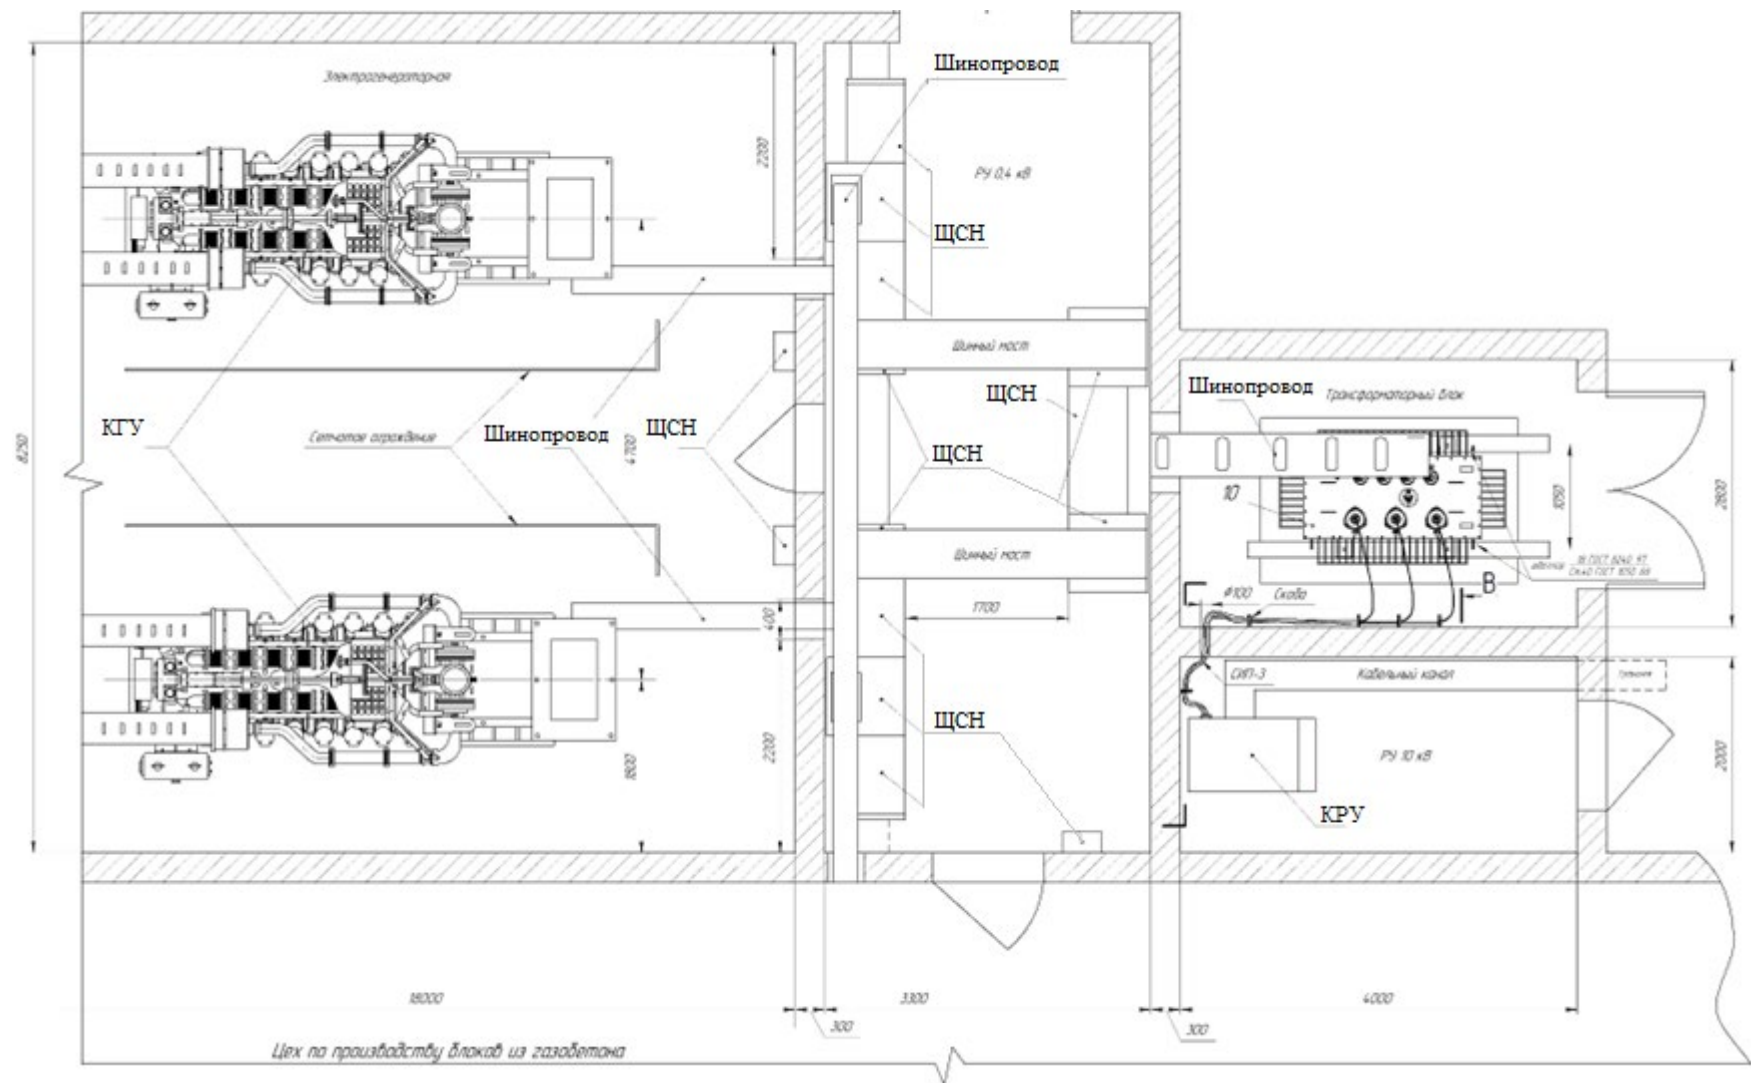 Шинопровод
Электрогенераторная
2200
РУ 0,4 кВ
ЩСН
Шинный мост
Шинопровод
Трансформаторный блок
ЩСН
КГУ
Сетчатое ограждение
Шинопровод
4700
ЩСН
ЩСН
8250
10
1050
2800
Шинный мост
В
Ф100
Скоба
400
1700
СИП-3
Кабельный канал
ЩСН
1800
2200
РУ 10 кВ
2000
КРУ
18000
3300
4000
300
300
Цех по производству блоков из газобетона